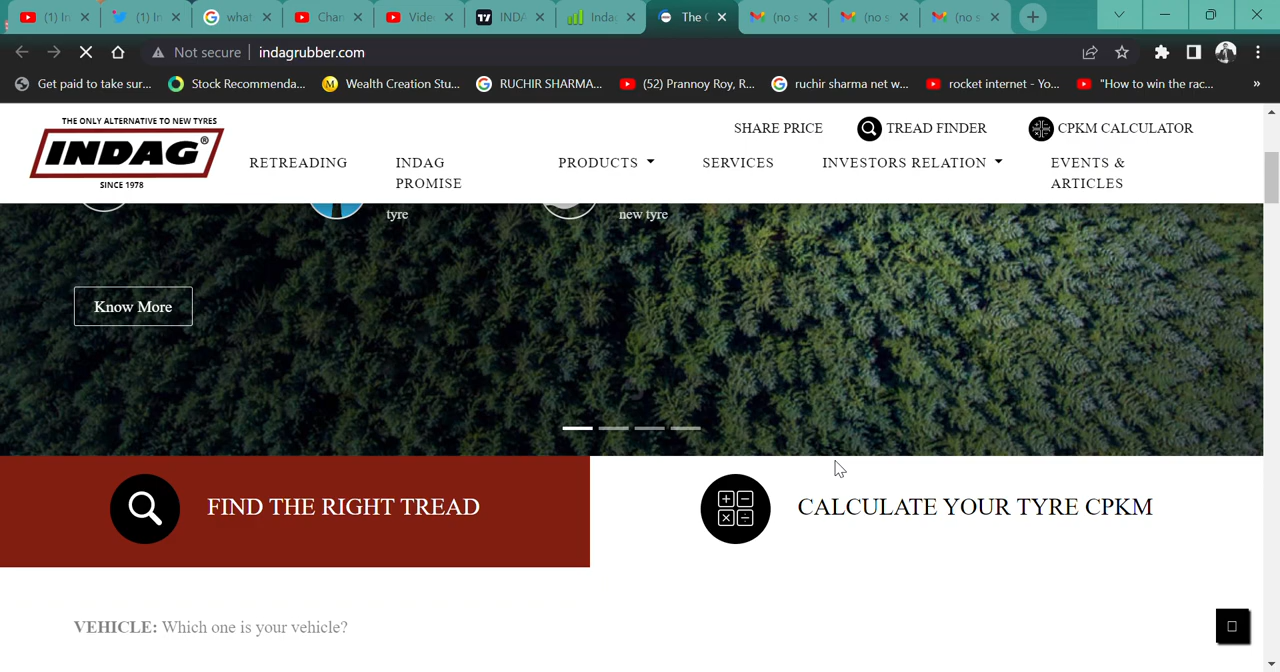 (1) In
(1) In
what
Chan
Vide
INDA
Indag
The
(no s
(no s
(no s
Not secure indagrubber.com
Get paid to take sur...
Stock Recommenda...
Wealth Creation Stu...
RUCHIR SHARMA...
(52) Prannoy Roy, R...
ruchir sharma net w...
rocket internet - Yo...
"How to win the rac...
»
THE ONLY ALTERNATIVE TO NEW TYRES
INDAG®
SINCE 1978
SHARE PRICE
TREAD FINDER
CPKM CALCULATOR
RETREADING
INDAG
PROMISE
PRODUCTS
SERVICES
INVESTORS RELATION
EVENTS &
ARTICLES
tyre
new tyre
Know More
FIND THE RIGHT TREAD
CALCULATE YOUR TYRE CPKM
VEHICLE: Which one is your vehicle?